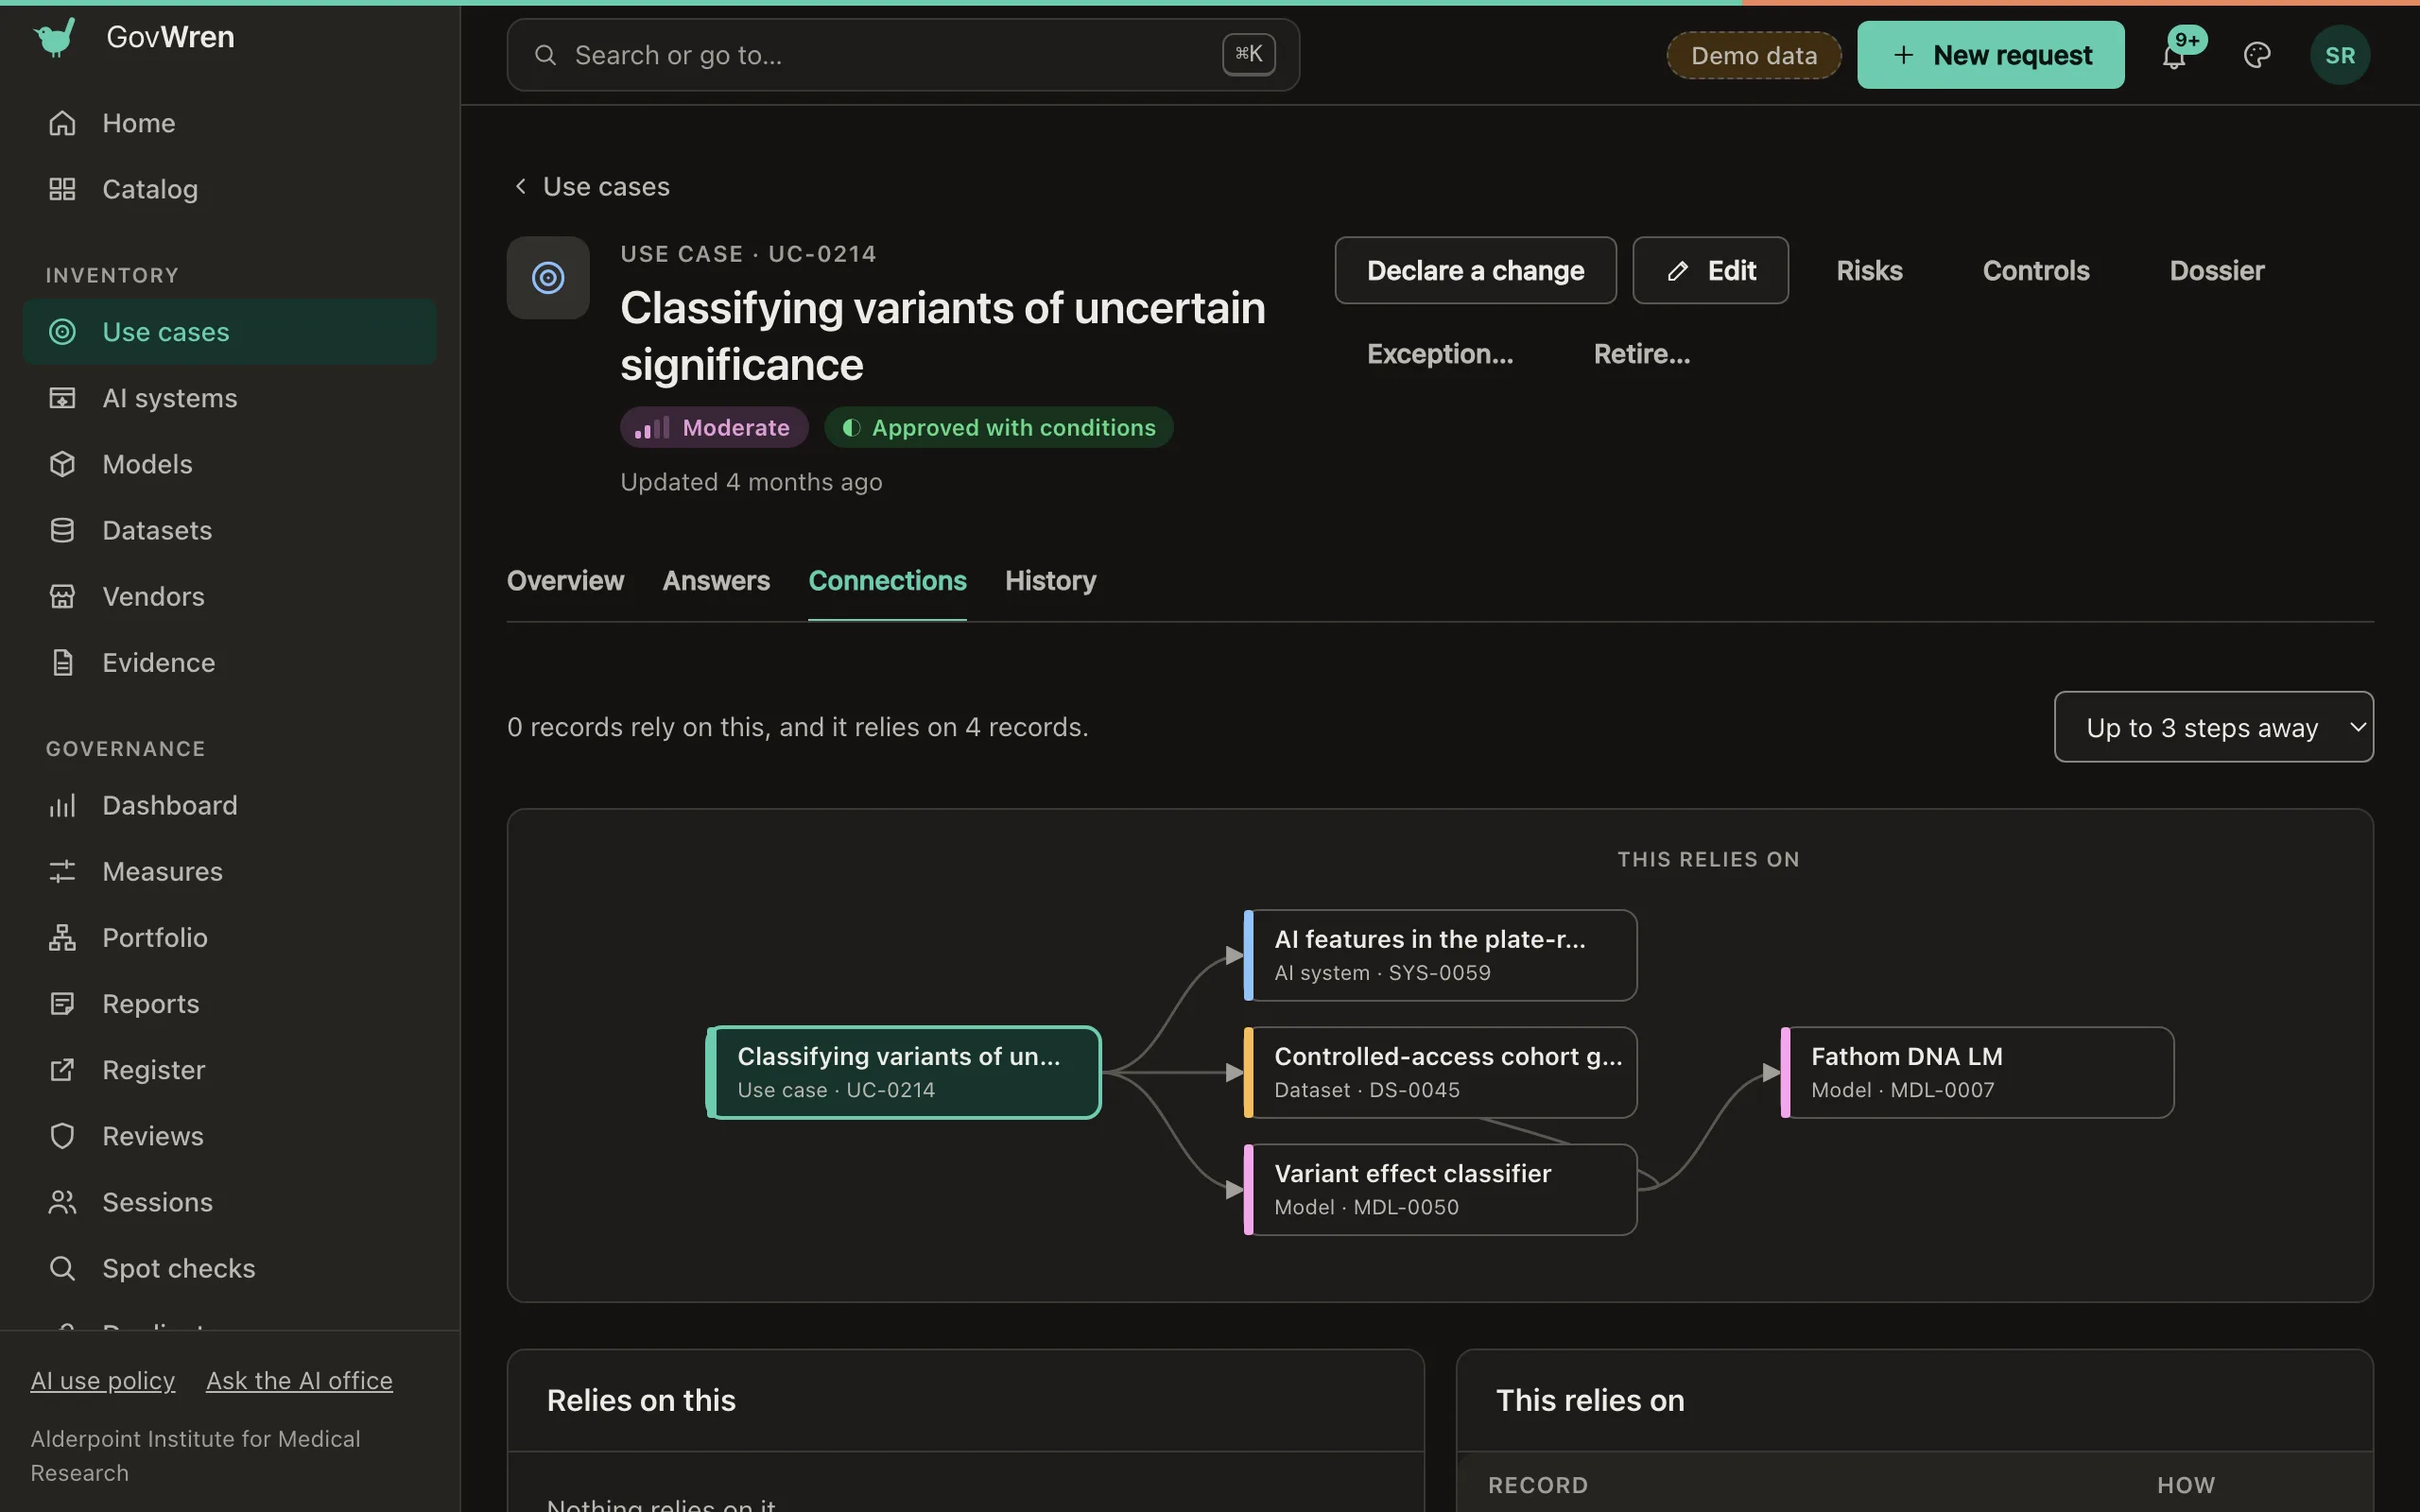 GovWren
Search or go to...
⌘K
Demo data
+ New request
9+
SR
Home
Catalog
INVENTORY
Use cases
AI systems
Models
Datasets
Vendors
Evidence
GOVERNANCE
Dashboard
Measures
Portfolio
Reports
Register
Reviews
Sessions
Spot checks
AI use policy
Ask the AI office
Alderpoint Institute for Medical
Research
Use cases
USE CASE · UC-0214
Classifying variants of uncertain
significance
Moderate
Approved with conditions
Updated 4 months ago
Declare a change
Edit
Risks
Controls
Dossier
Exception...
Retire...
Overview
Answers
Connections
History
0 records rely on this, and it relies on 4 records.
Up to 3 steps away
THIS RELIES ON
Classifying variants of un...
Use case · UC-0214
AI features in the plate-r...
AI system · SYS-0059
Controlled-access cohort g...
Dataset · DS-0045
Variant effect classifier
Model · MDL-0050
Fathom DNA LM
Model · MDL-0007
Relies on this
Nothing relies on it
This relies on
RECORD
HOW